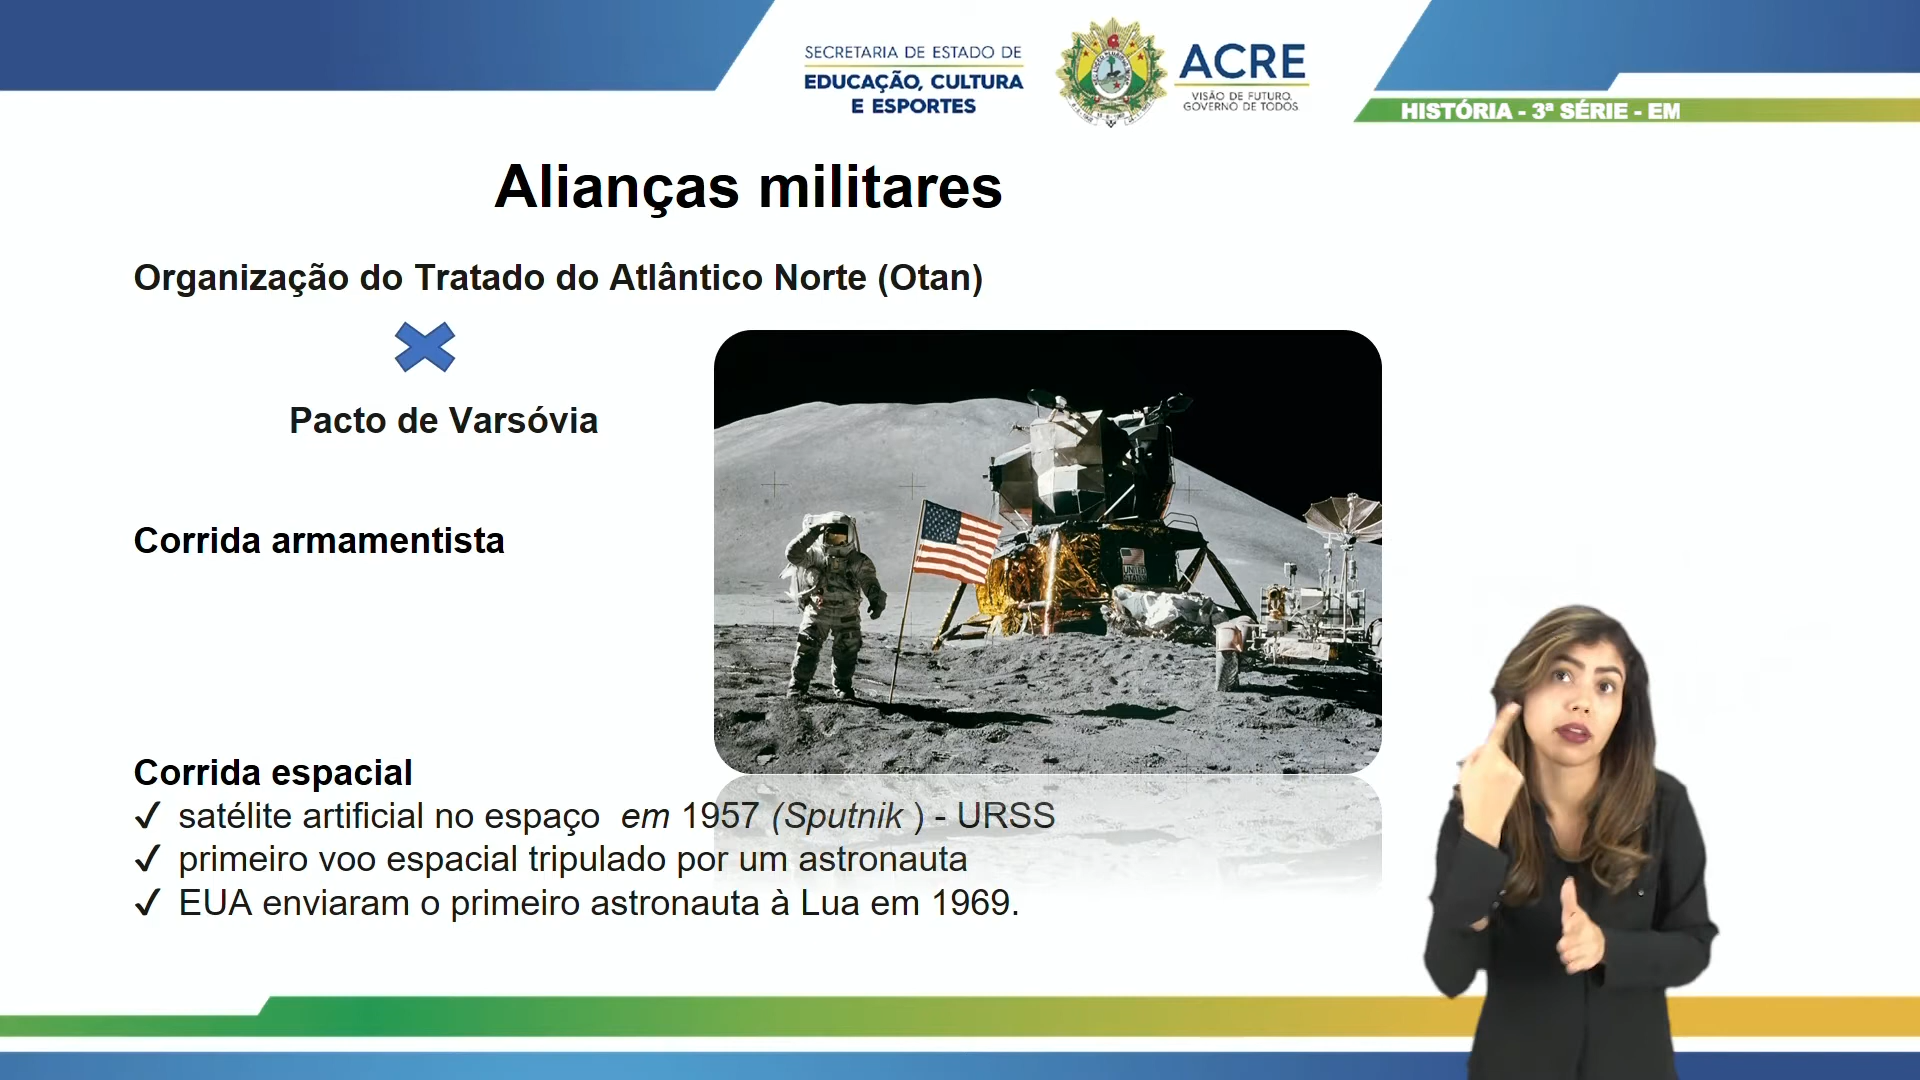 SECRETARIA DE ESTADO DE
EDUCAÇÃO, CULTURA
E ESPORTES
ACRE
VISÃO DE FUTURO.
GOVERNO DE TODOS.
HISTÓRIA - 3ª SÉRIE - EM
Alianças militares
Organização do Tratado do Atlântico Norte (Otan)
Pacto de Varsóvia
Corrida armamentista
UNITED
STATES
Corrida espacial
✓ satélite artificial no espaço em 1957 (Sputnik ) - URSS
✓ primeiro voo espacial tripulado por um astronauta
✓ EUA enviaram o primeiro astronauta à Lua em 1969.